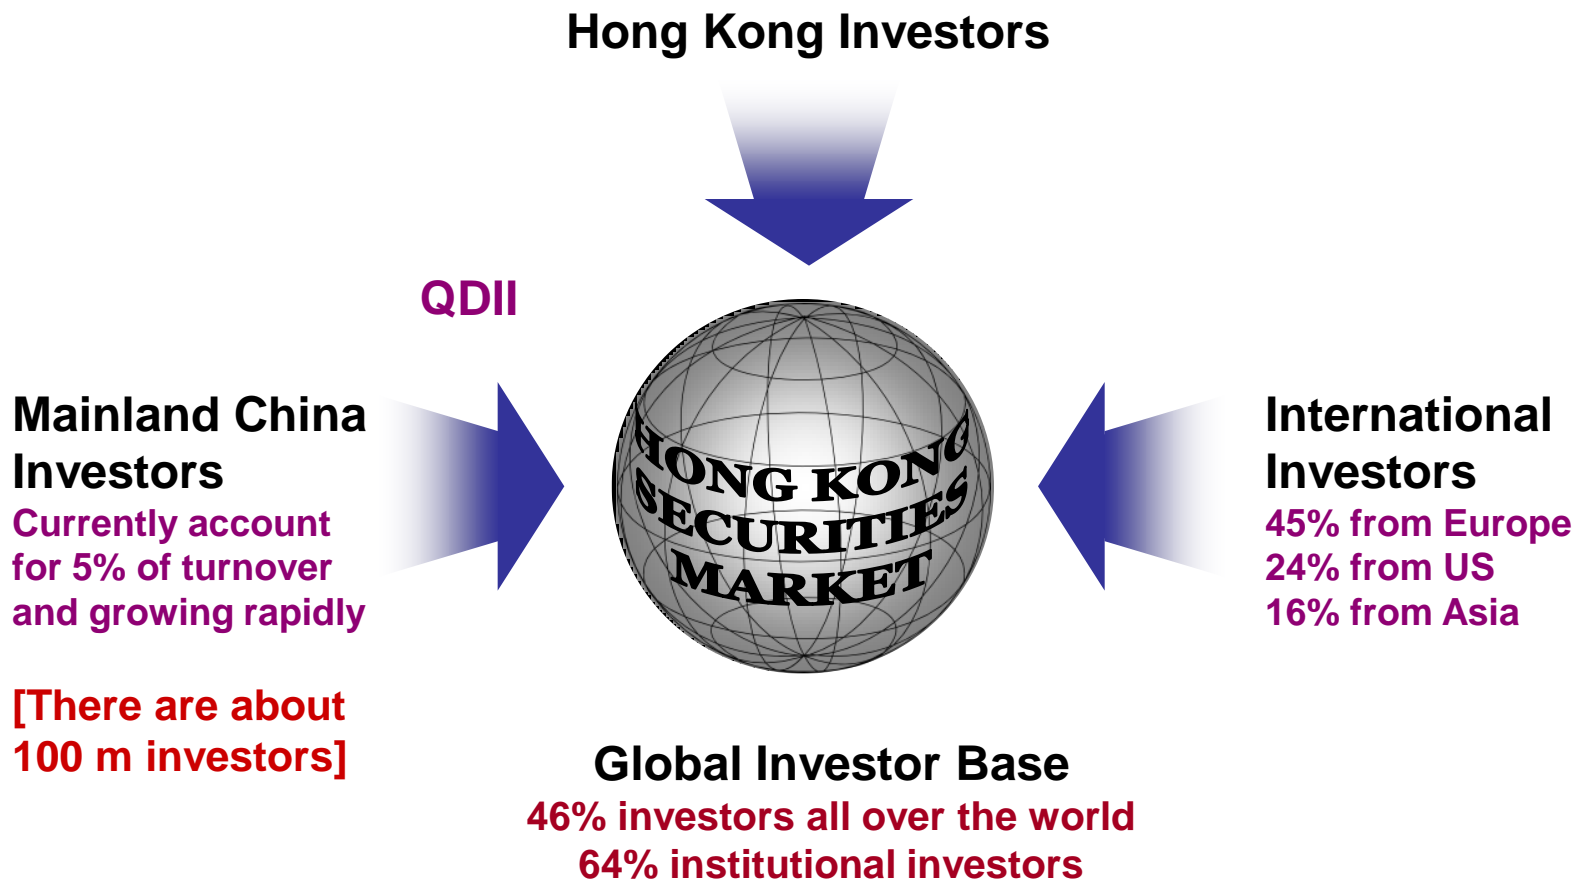 Hong Kong Investors
QDII
Mainland China
Investors
Currently account
for 5% of turnover
and growing rapidly
[There are about
100 m investors]
HONG KONG
SECURITIES
MARKET
International
Investors
45% from Europe
24% from US
16% from Asia
Global Investor Base
46% investors all over the world
64% institutional investors